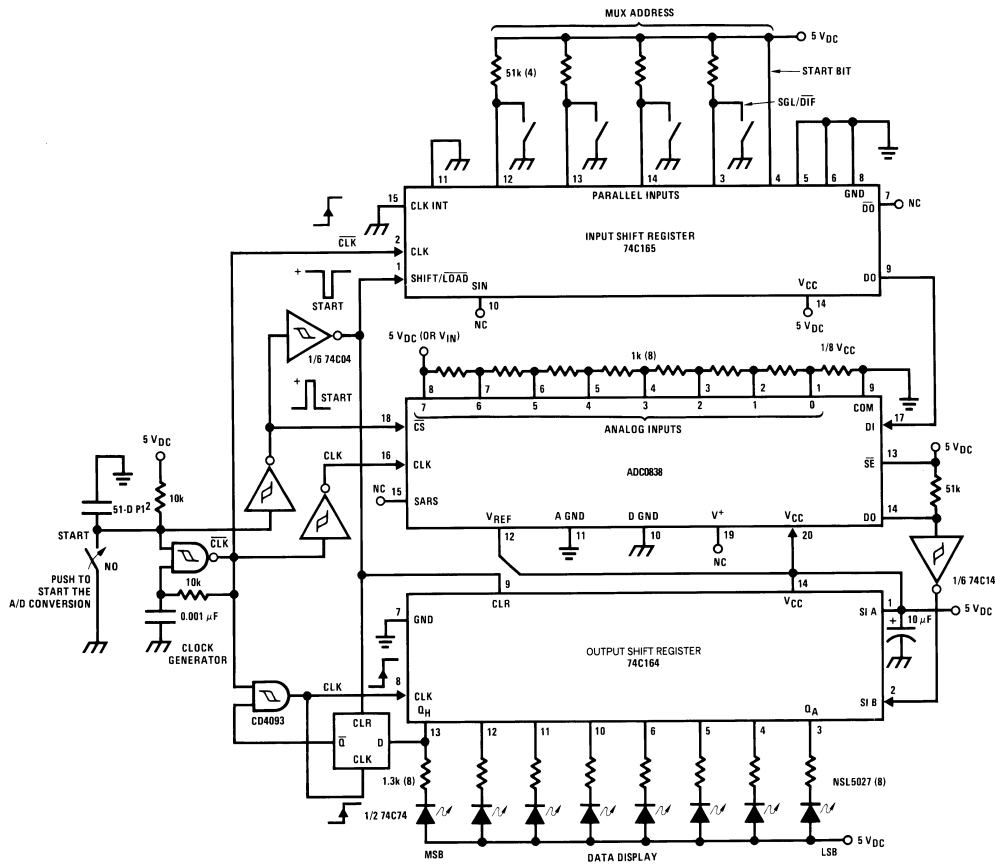 MUX ADDRESS
5 VDC
51k (4)
START BIT
SGL/DIF
11
12
13
14
3
4
5
6
8
PARALLEL INPUTS
GND
7
DO
NC
15
CLK INT
CLK
2
CLK
INPUT SHIFT REGISTER
74C165
1
SHIFT/LOAD
9
DO
+
START
SIN
10
NC
VCC
14
5 VDC
1/6 74C04
5 VDC (OR VIN)
1k (8)
1/8 VCC
START
8
7
6
5
4
3
2
1
9
7
6
5
4
3
2
1
0
COM
ANALOG INPUTS
18
CS
DI
17
5 VDC
CLK
16
CLK
ADC0838
SE
13
5 VDC
10k
51-D P1²
NC
15
SARS
51k
VREF
A GND
D GND
V+
VCC
DO
14
12
11
10
19
20
NC
START
NO
CLK
PUSH TO
START THE
A/D CONVERSION
10k
0.001 µF
CLOCK
GENERATOR
1/6 74C14
9
CLR
14
VCC
7
GND
SI A
1
5 VDC
+
10 µF
OUTPUT SHIFT REGISTER
74C164
CLK
8
CLK
SI B
2
QH
QA
CD4093
CLR
Q
D
CLK
13
12
11
10
6
5
4
3
1.3k (8)
NSL5027 (8)
1/2 74C74
MSB
DATA DISPLAY
LSB
5 VDC